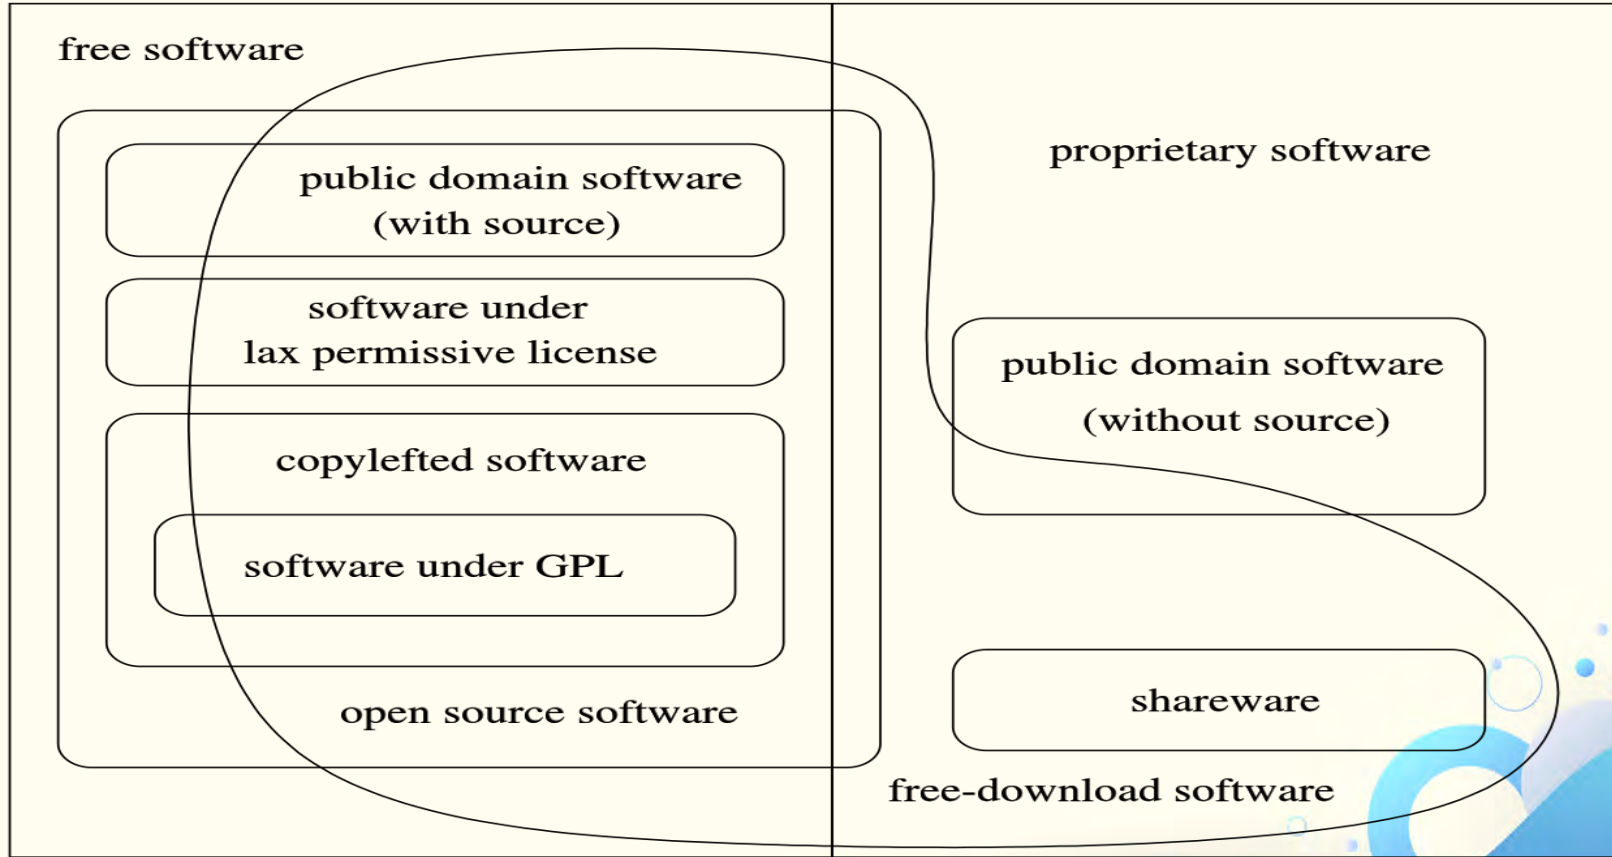 free software
public domain software
(with source)
software under
lax permissive license
copylefted software
software under GPL
open source software
proprietary software
public domain software
(without source)
shareware
free-download software